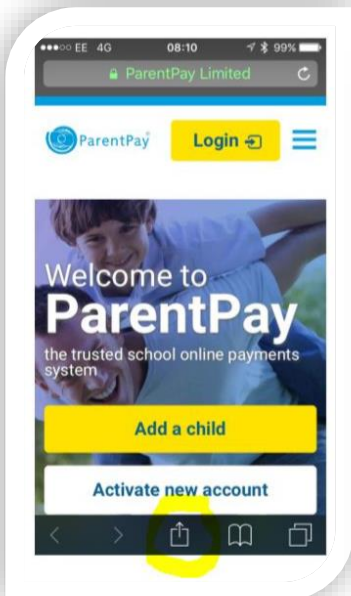 EE 4G 08:10 99%
ParentPay Limited
ParentPay Login
Welcome to
ParentPay
the trusted school online payments
system
Add a child
Activate new account